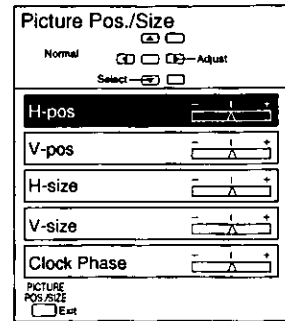 Picture Pos./Size
Normal
Adjust
Select
H-pos - +
V-pos - +
H-size - +
V-size - +
Clock Phase - +
PICTURE
POS./SIZE
Exit